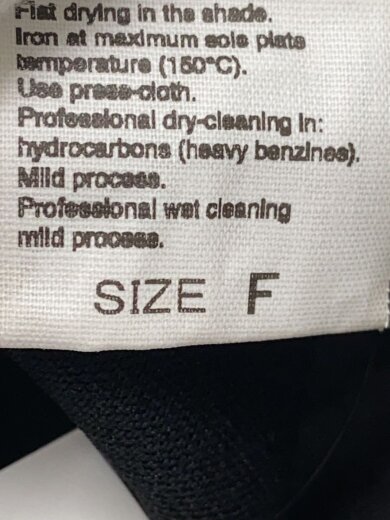 Flat drying in the shade.
Iron at maximum sole plate
temperature (150°C).
Use press-cloth.
Professional dry-cleaning in:
hydrocarbons (heavy benzines).
Mild process.
Professional wet cleaning
mild process.
SIZE F